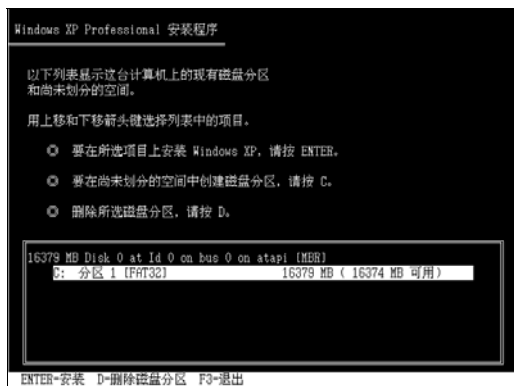 Windows XP Professional 安装程序
以下列表显示这台计算机上的现有磁盘分区
和尚未划分的空间。
用上移和下移箭头键选择列表中的项目。
要在所选项目上安装 Windows XP, 请按 ENTER。
要在尚未划分的空间中创建磁盘分区, 请按 C。
删除所选磁盘分区, 请按 D。
16379 MB Disk 0 at Id 0 on bus 0 on atapi [MBR]
C: 分区 1 [FAT32] 16379 MB ( 16374 MB 可用)
ENTER=安装 D=删除磁盘分区 F3=退出